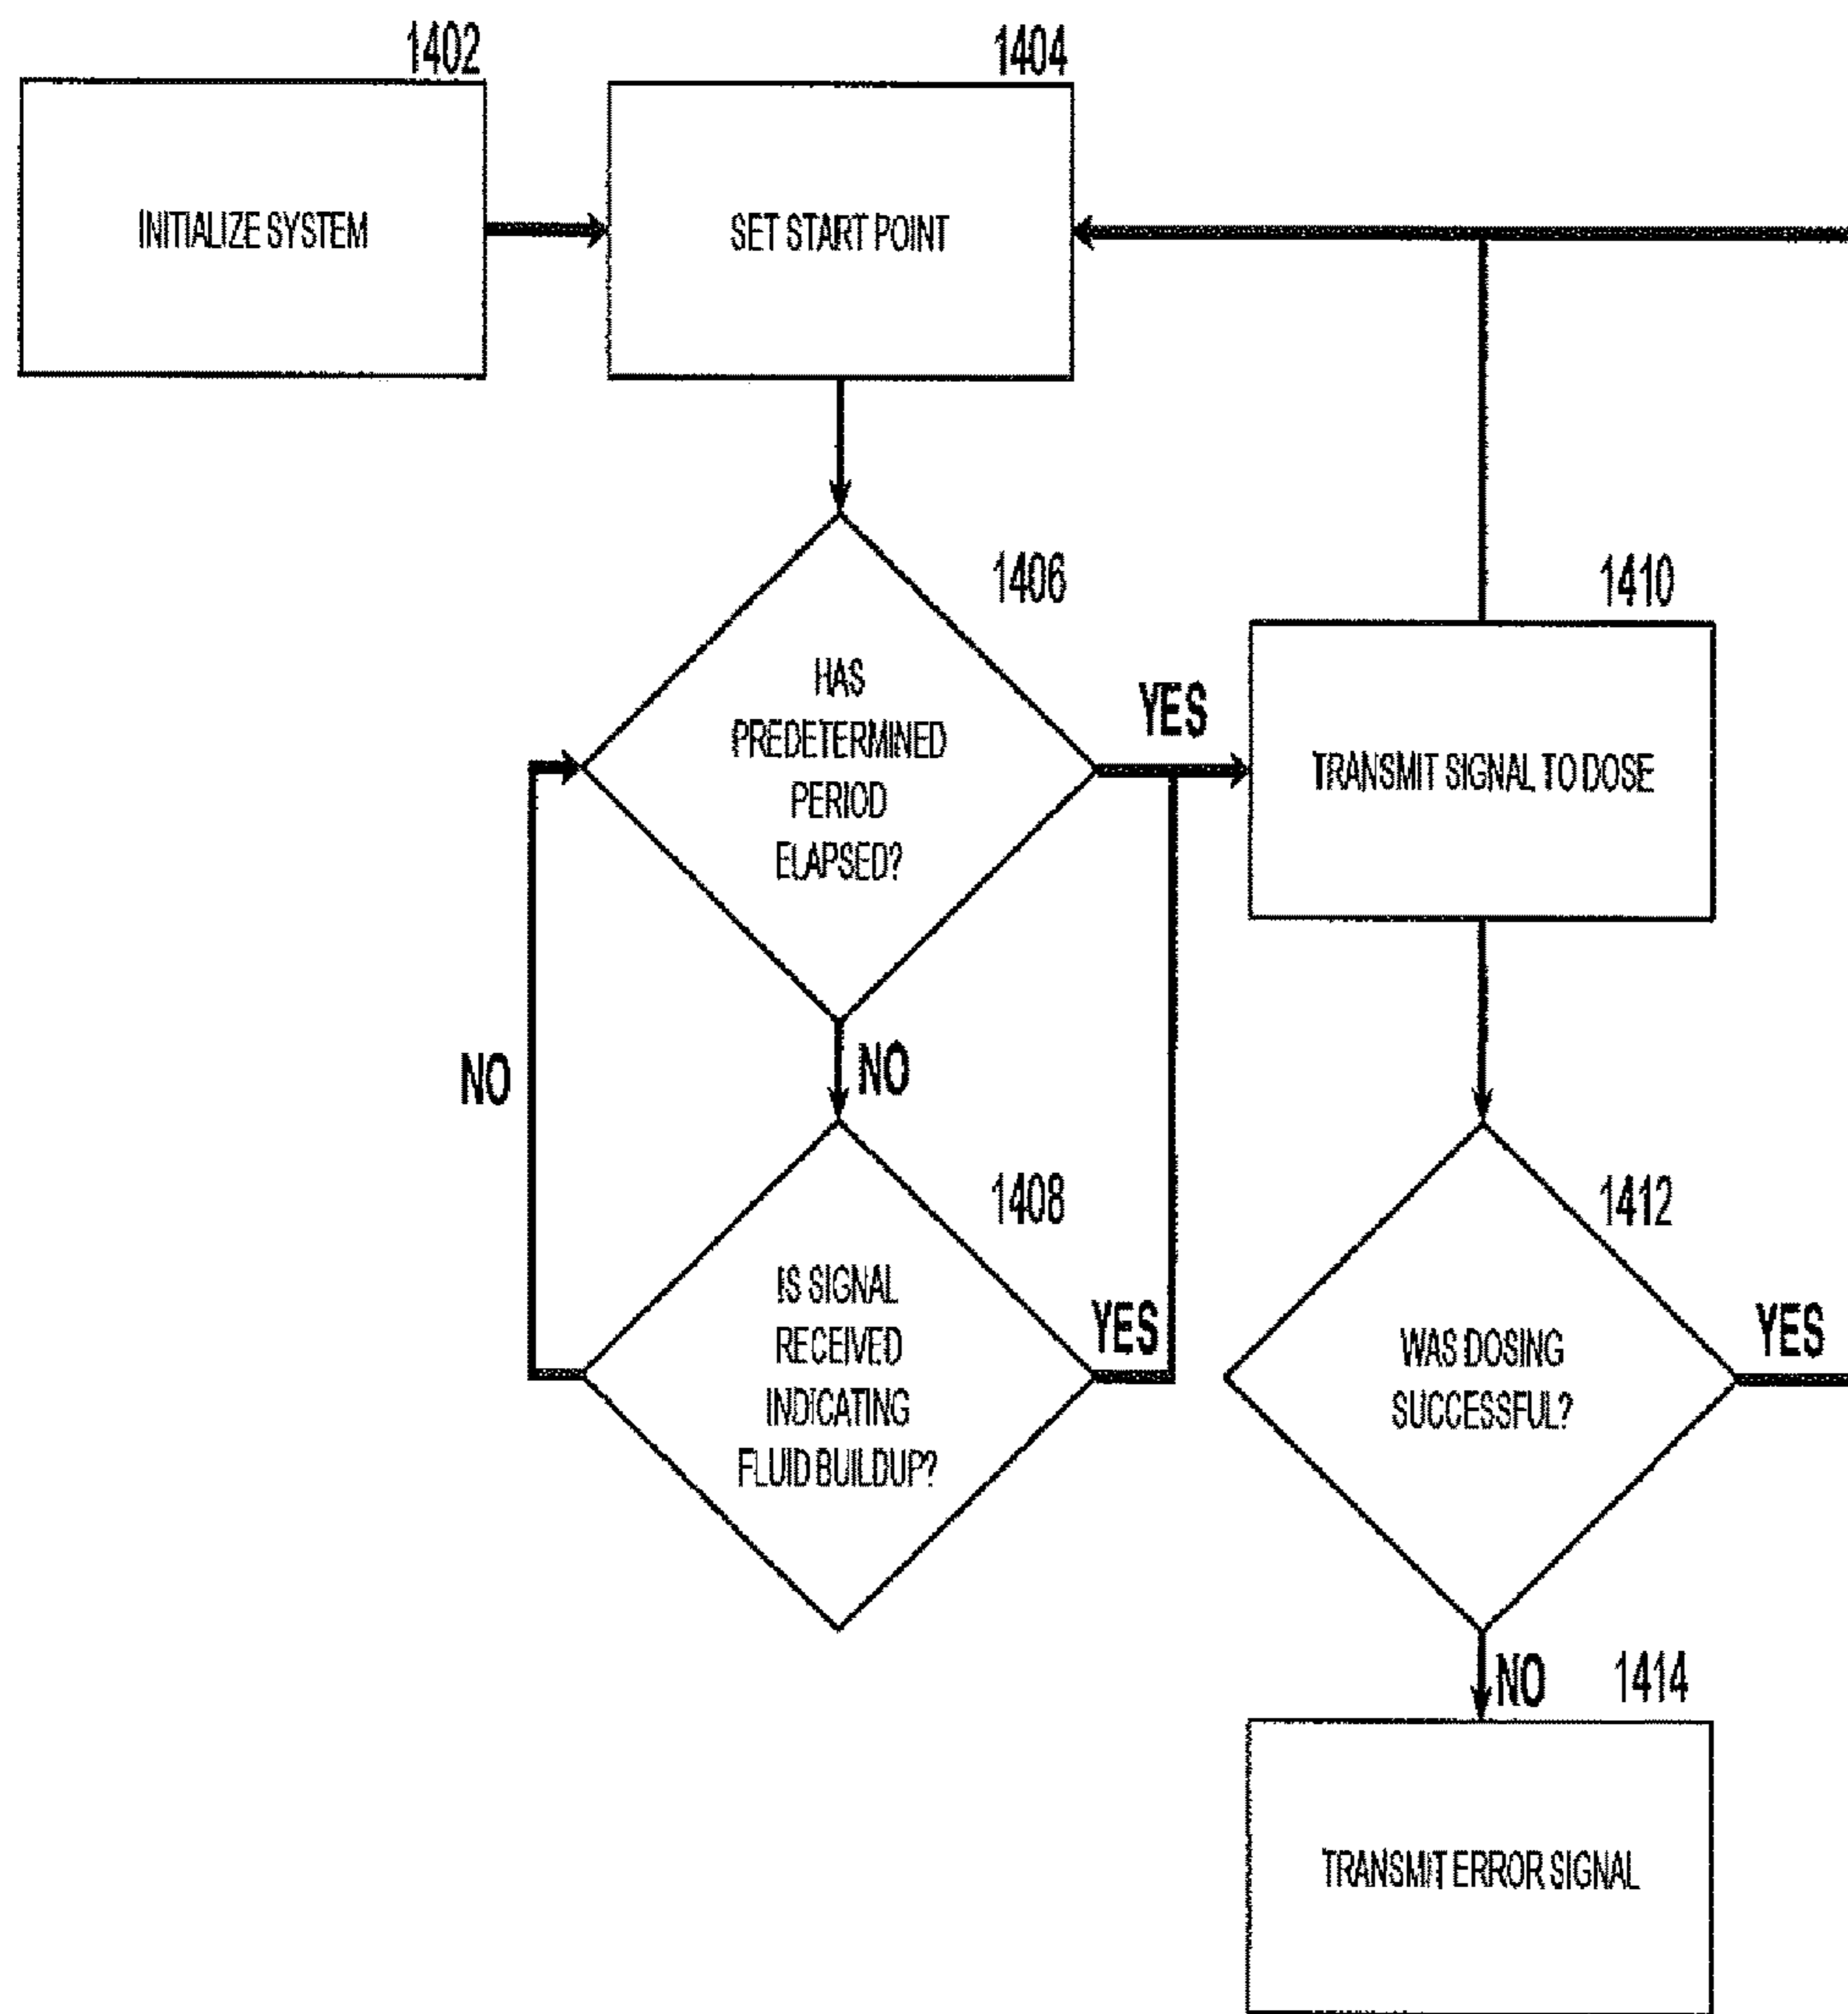 1402
INITIALIZE SYSTEM
1404
SET START POINT
1406
HAS
PREDETERMINED
PERIOD
ELAPSED?
YES
NO
NO
1408
IS SIGNAL
RECEIVED
INDICATING
FLUID BUILDUP?
YES
1410
TRANSMIT SIGNAL TO DOSE
1412
WAS DOSING
SUCCESSFUL?
YES
NO
1414
TRANSMIT ERROR SIGNAL